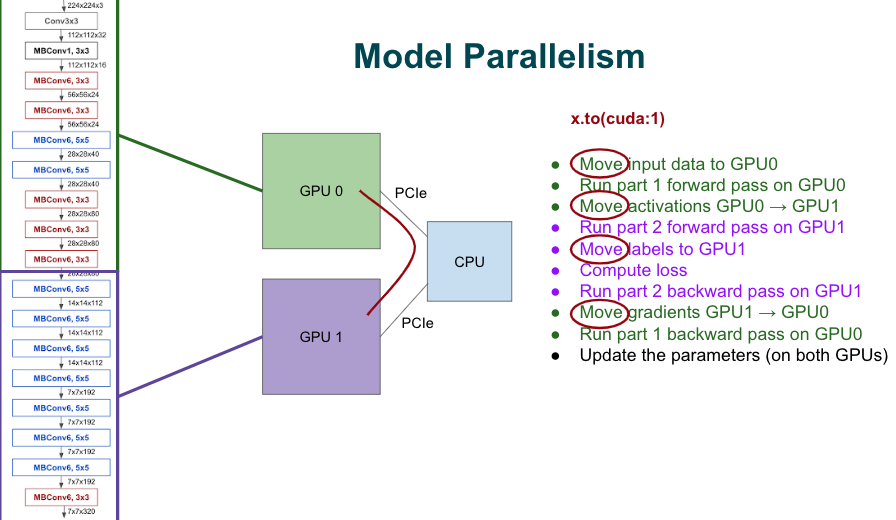 224x224x3
Conv3x3
112x112x32
MBConv1, 3x3
112x112x16
MBConv6, 3x3
56x56x24
MBConv6, 3x3
56x56x24
MBConv6, 5x5
28x28x40
MBConv6, 5x5
28x28x40
MBConv6, 3x3
28x28x80
MBConv6, 3x3
28x28x80
MBConv6, 3x3
28x28x80
MBConv6, 5x5
14x14x112
MBConv6, 5x5
14x14x112
MBConv6, 5x5
14x14x112
MBConv6, 5x5
7x7x192
MBConv6, 5x5
7x7x192
MBConv6, 5x5
7x7x192
MBConv6, 5x5
7x7x192
MBConv6, 3x3
7x7x320
Model Parallelism
GPU 0
PCIe
CPU
GPU 1
PCIe
x.to(cuda:1)
● Move input data to GPU0
● Run part 1 forward pass on GPU0
● Move activations GPU0 → GPU1
● Run part 2 forward pass on GPU1
● Move labels to GPU1
● Compute loss
● Run part 2 backward pass on GPU1
● Move gradients GPU1 → GPU0
● Run part 1 backward pass on GPU0
● Update the parameters (on both GPUs)